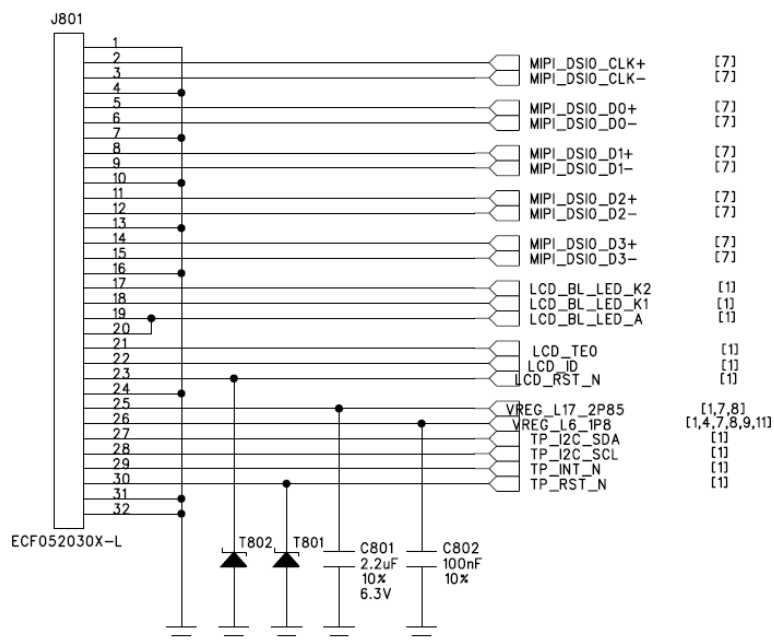 J801
1
2 MIPI_DSI0_CLK+ [7]
3 MIPI_DSI0_CLK- [7]
4
5 MIPI_DSI0_D0+ [7]
6 MIPI_DSI0_D0- [7]
7
8 MIPI_DSI0_D1+ [7]
9 MIPI_DSI0_D1- [7]
10
11 MIPI_DSI0_D2+ [7]
12 MIPI_DSI0_D2- [7]
13
14 MIPI_DSI0_D3+ [7]
15 MIPI_DSI0_D3- [7]
16
17 LCD_BL_LED_K2 [1]
18 LCD_BL_LED_K1 [1]
19 LCD_BL_LED_A [1]
20
21 LCD_TE0 [1]
22 LCD_ID [1]
23 LCD_RST_N [1]
24
25 VREG_L17_2P85 [1,7,8]
26 VREG_L6_1P8 [1,4,7,8,9,11]
27 TP_I2C_SDA [1]
28 TP_I2C_SCL [1]
29 TP_INT_N [1]
30 TP_RST_N [1]
31
32
ECF052030X-L
T802 T801 C801 C802
2.2uF 100nF
10% 10%
6.3V